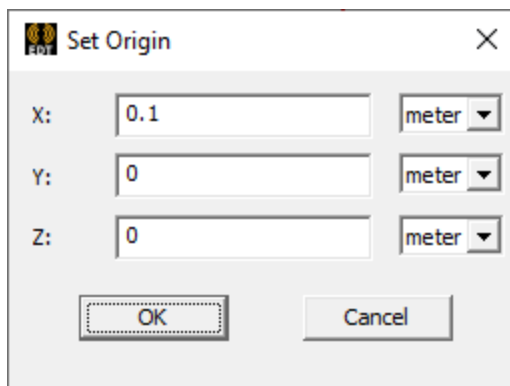 EDT Set Origin
X: 0.1 meter
Y: 0 meter
Z: 0 meter
OK Cancel